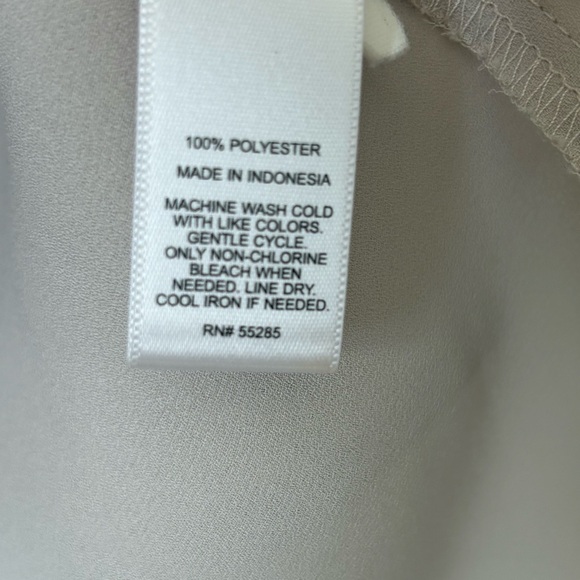 100% POLYESTER
MADE IN INDONESIA
MACHINE WASH COLD
WITH LIKE COLORS.
GENTLE CYCLE.
ONLY NON-CHLORINE
BLEACH WHEN
NEEDED. LINE DRY.
COOL IRON IF NEEDED.
RN# 55285